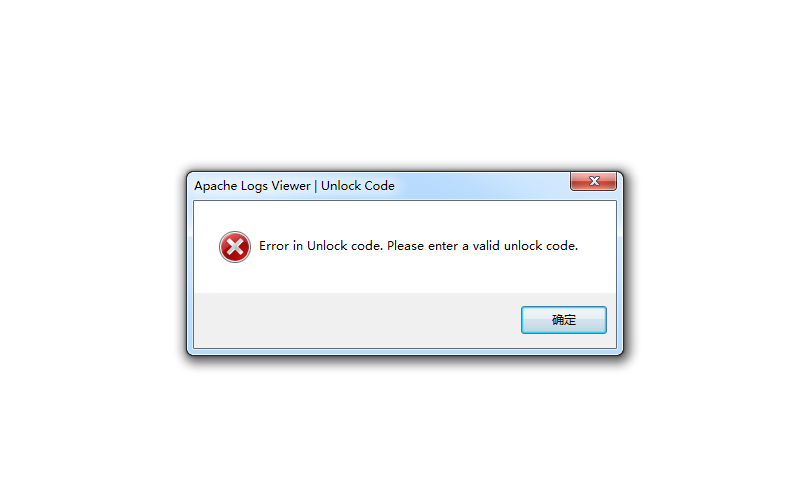 Apache Logs Viewer | Unlock Code
Error in Unlock code. Please enter a valid unlock code.
确定